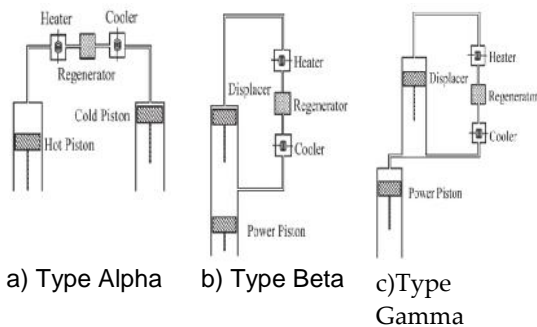 Heater
Cooler
Regenerator
Hot Piston
Cold Piston
Displacer
Heater
Regenerator
Cooler
Power Piston
Displacer
Heater
Regenerator
Cooler
Power Piston
a) Type Alpha
b) Type Beta
c)Type
Gamma